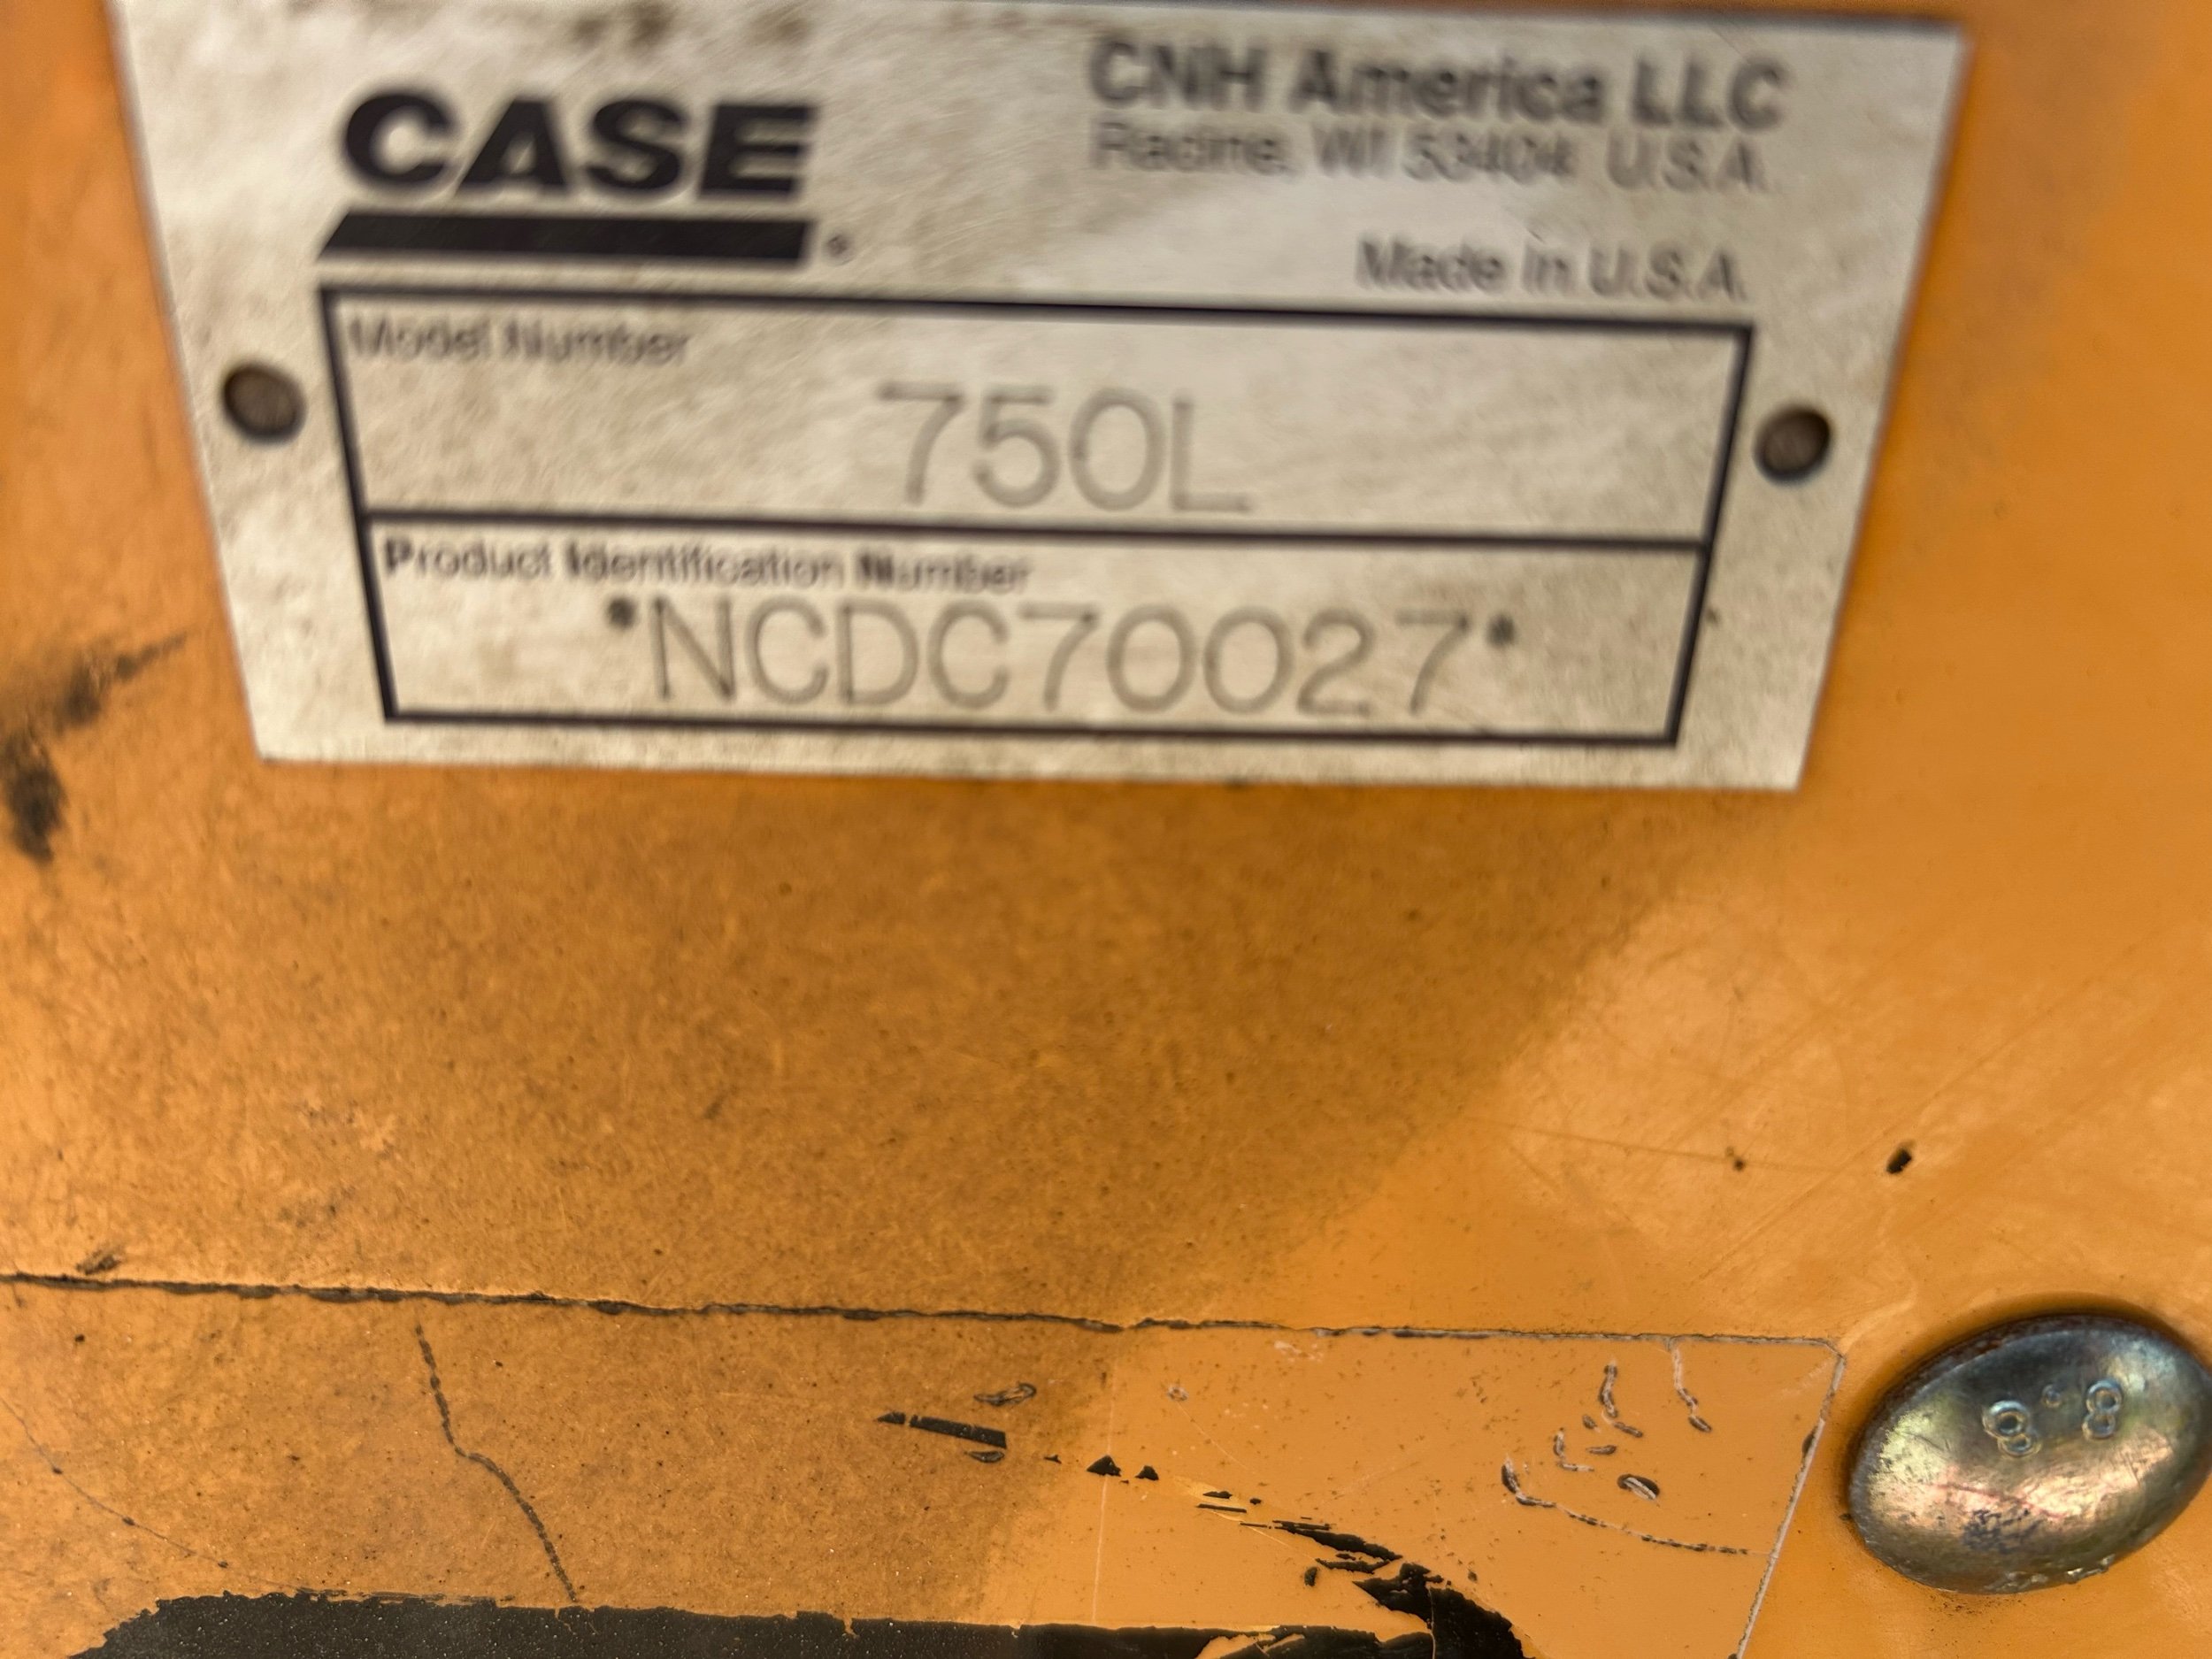 CASE
CNH America LLC
Racine, WI 53404 U.S.A.
Made in U.S.A.
Model Number
750L
Product Identification Number
*NCDC70027*
8.8